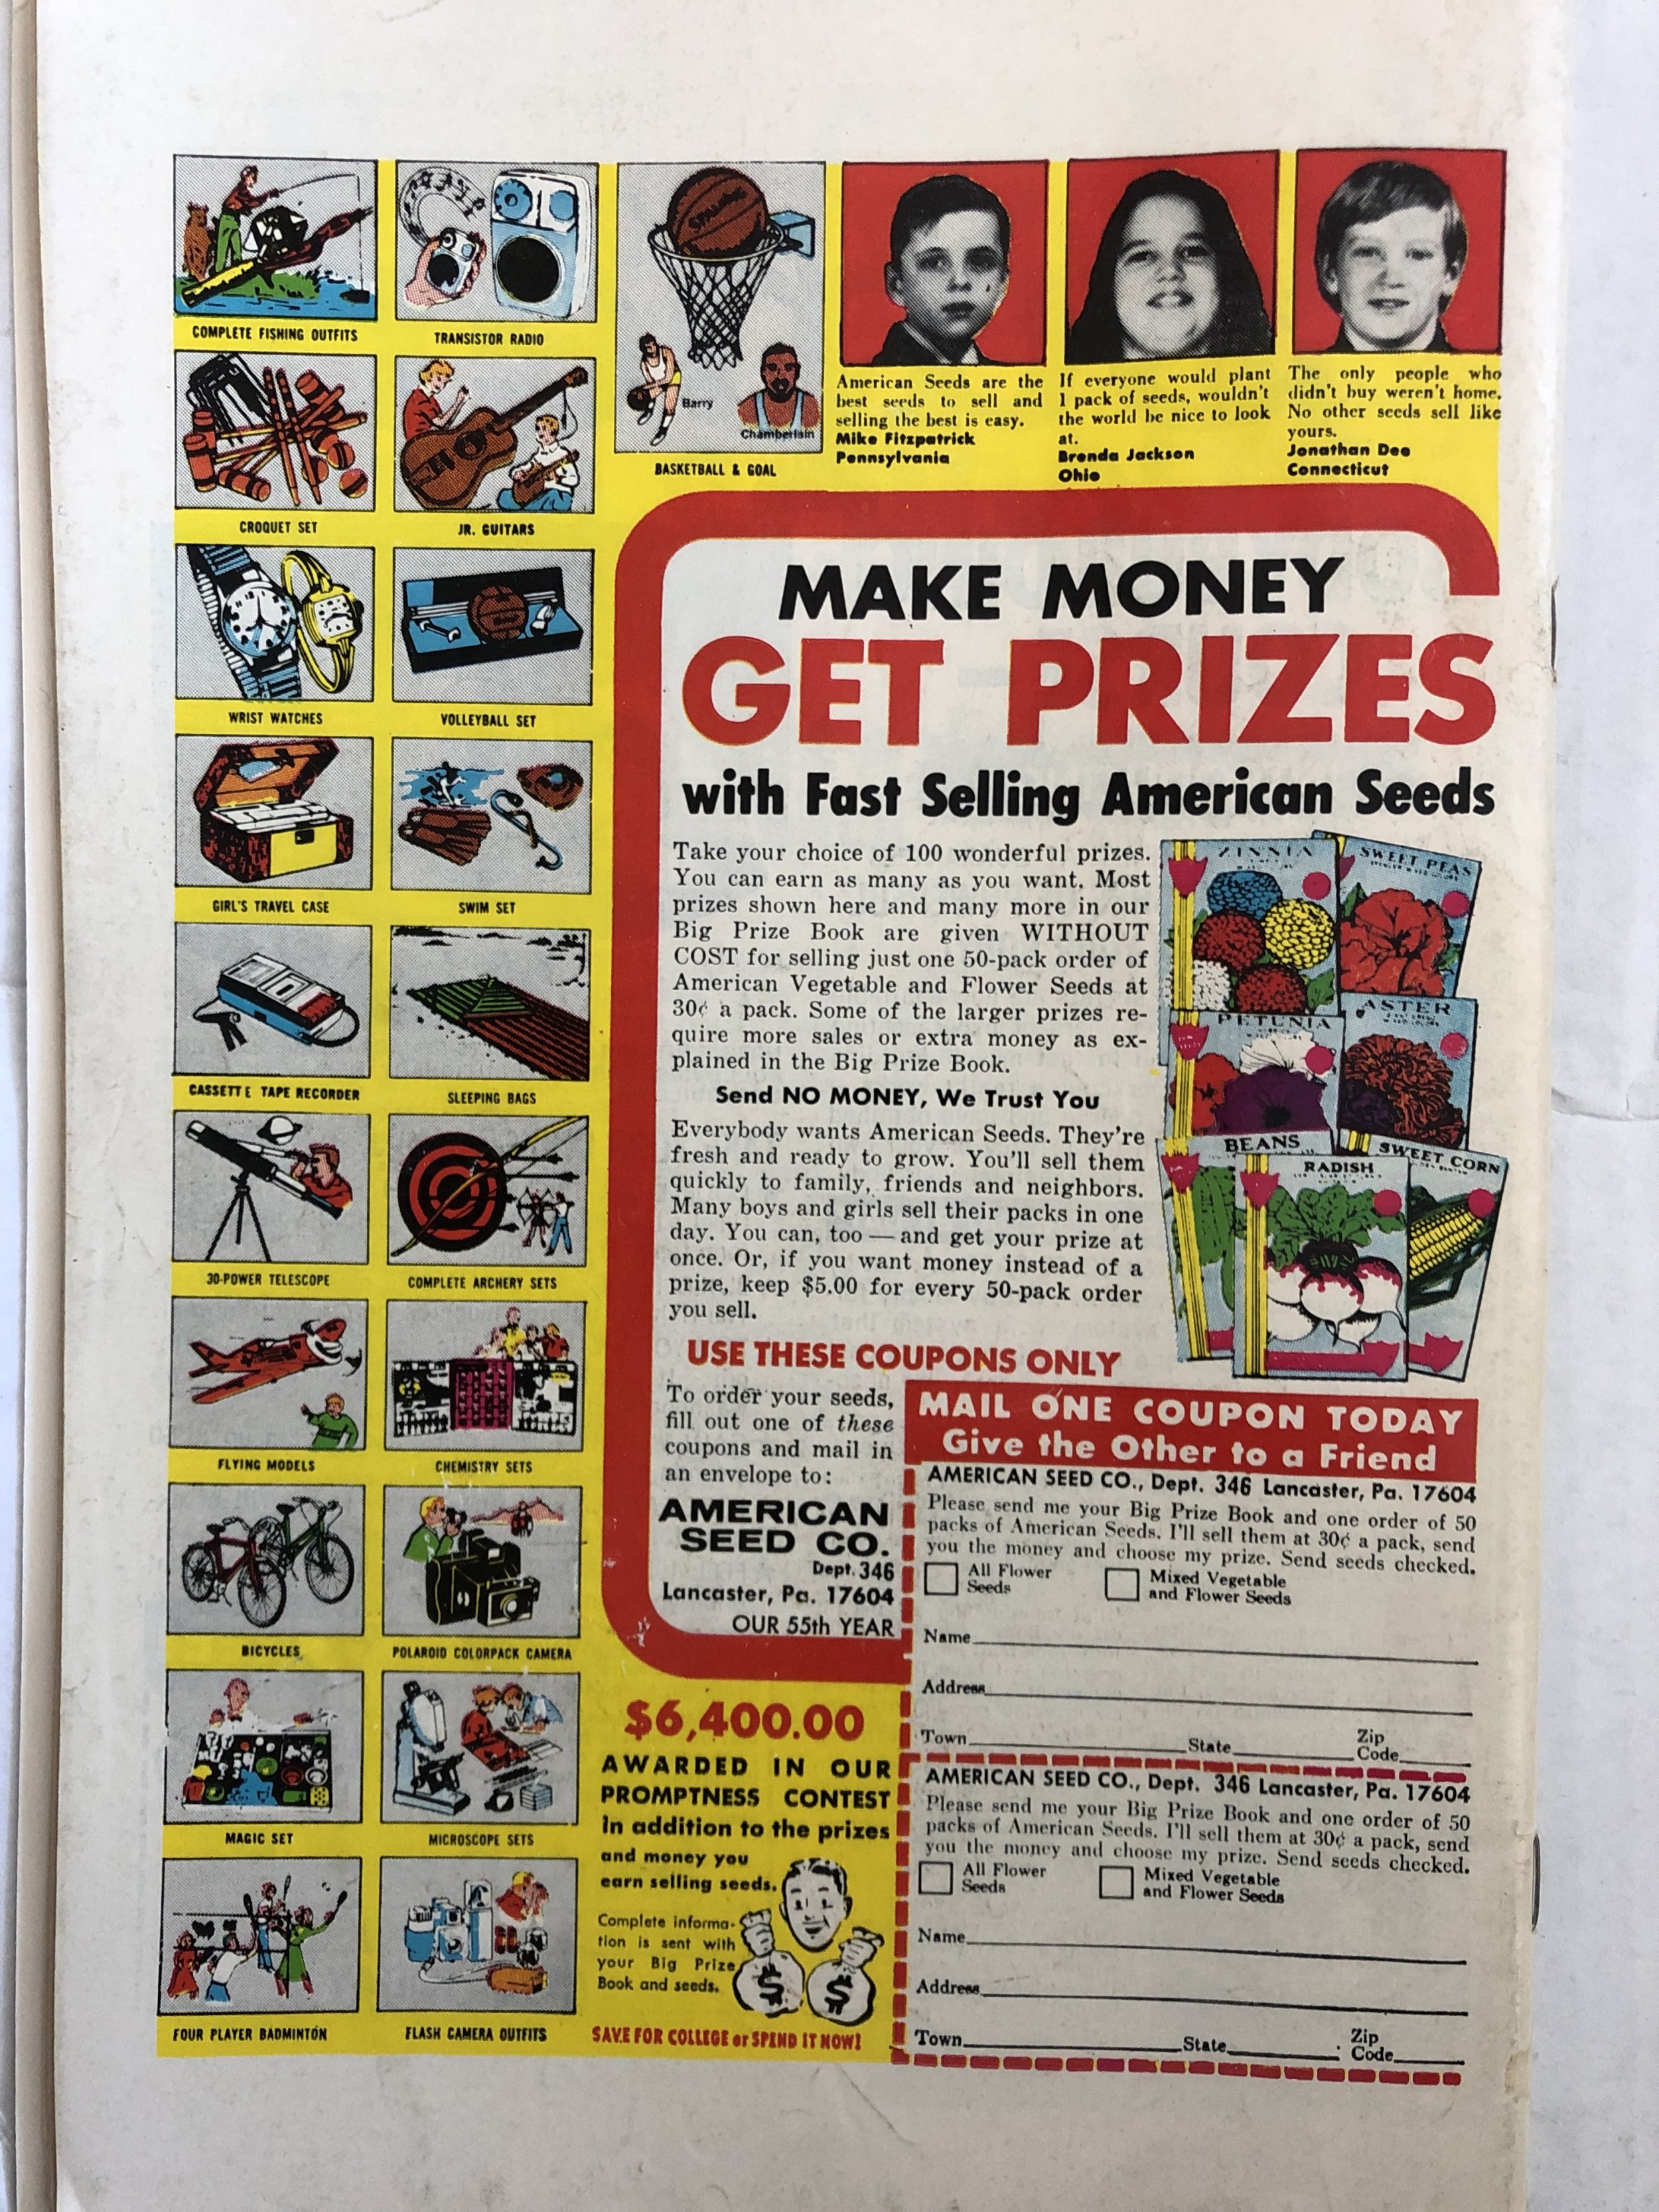 COMPLETE FISHING OUTFITS
TRANSISTOR RADIO
SPALDING
Barry
Chamberlain
BASKETBALL & GOAL
American Seeds are the
best seeds to sell and
selling the best is easy.
Mike Fitzpatrick
Pennsylvania
If everyone would plant
1 pack of seeds, wouldn't
the world be nice to look
at.
Brenda Jackson
Ohio
The only people who
didn't buy weren't home.
No other seeds sell like
yours.
Jonathan Dee
Connecticut
CROQUET SET
JR. GUITARS
WRIST WATCHES
VOLLEYBALL SET
GIRL'S TRAVEL CASE
SWIM SET
CASSETTE TAPE RECORDER
SLEEPING BAGS
30-POWER TELESCOPE
COMPLETE ARCHERY SETS
FLYING MODELS
CHEMISTRY SETS
BICYCLES
POLAROID COLORPACK CAMERA
MAGIC SET
MICROSCOPE SETS
FOUR PLAYER BADMINTON
FLASH CAMERA OUTFITS
MAKE MONEY
GET PRIZES
with Fast Selling American Seeds
Take your choice of 100 wonderful prizes.
You can earn as many as you want. Most
prizes shown here and many more in our
Big Prize Book are given WITHOUT
COST for selling just one 50-pack order of
American Vegetable and Flower Seeds at
30¢ a pack. Some of the larger prizes re-
quire more sales or extra money as ex-
plained in the Big Prize Book.
Send NO MONEY, We Trust You
Everybody wants American Seeds. They're
fresh and ready to grow. You'll sell them
quickly to family, friends and neighbors.
Many boys and girls sell their packs in one
day. You can, too — and get your prize at
once. Or, if you want money instead of a
prize, keep $5.00 for every 50-pack order
you sell.
ZINNIA
SWEET PEAS
PETUNIA
ASTER
BEANS
RADISH
SWEET CORN
USE THESE COUPONS ONLY
To order your seeds,
fill out one of these
coupons and mail in
an envelope to:
AMERICAN
SEED CO.
Dept. 346
Lancaster, Pa. 17604
OUR 55th YEAR
MAIL ONE COUPON TODAY
Give the Other to a Friend
AMERICAN SEED CO., Dept. 346 Lancaster, Pa. 17604
Please send me your Big Prize Book and one order of 50
packs of American Seeds. I'll sell them at 30¢ a pack, send
you the money and choose my prize. Send seeds checked.
All Flower
Seeds
Mixed Vegetable
and Flower Seeds
Name
Address
Town State Zip
Code
AMERICAN SEED CO., Dept. 346 Lancaster, Pa. 17604
Please send me your Big Prize Book and one order of 50
packs of American Seeds. I'll sell them at 30¢ a pack, send
you the money and choose my prize. Send seeds checked.
All Flower
Seeds
Mixed Vegetable
and Flower Seeds
Name
Address
Town State Zip
Code
$6,400.00
AWARDED IN OUR
PROMPTNESS CONTEST
in addition to the prizes
and money you
earn selling seeds.
Complete informa-
tion is sent with
your Big Prize
Book and seeds.
$ $
SAVE FOR COLLEGE or SPEND IT NOW!